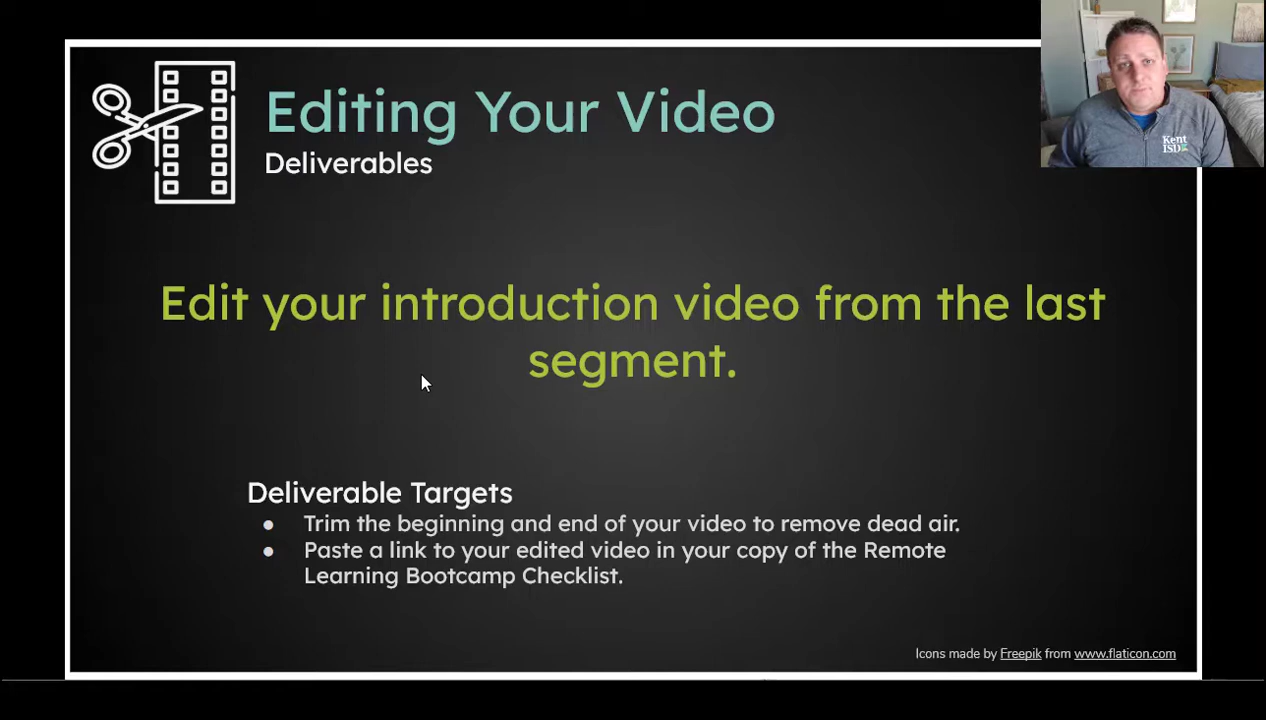 Editing Your Video
Deliverables
Kent
ISD
Edit your introduction video from the last
segment.
Deliverable Targets
● Trim the beginning and end of your video to remove dead air.
● Paste a link to your edited video in your copy of the Remote
Learning Bootcamp Checklist.
Icons made by Freepik from www.flaticon.com